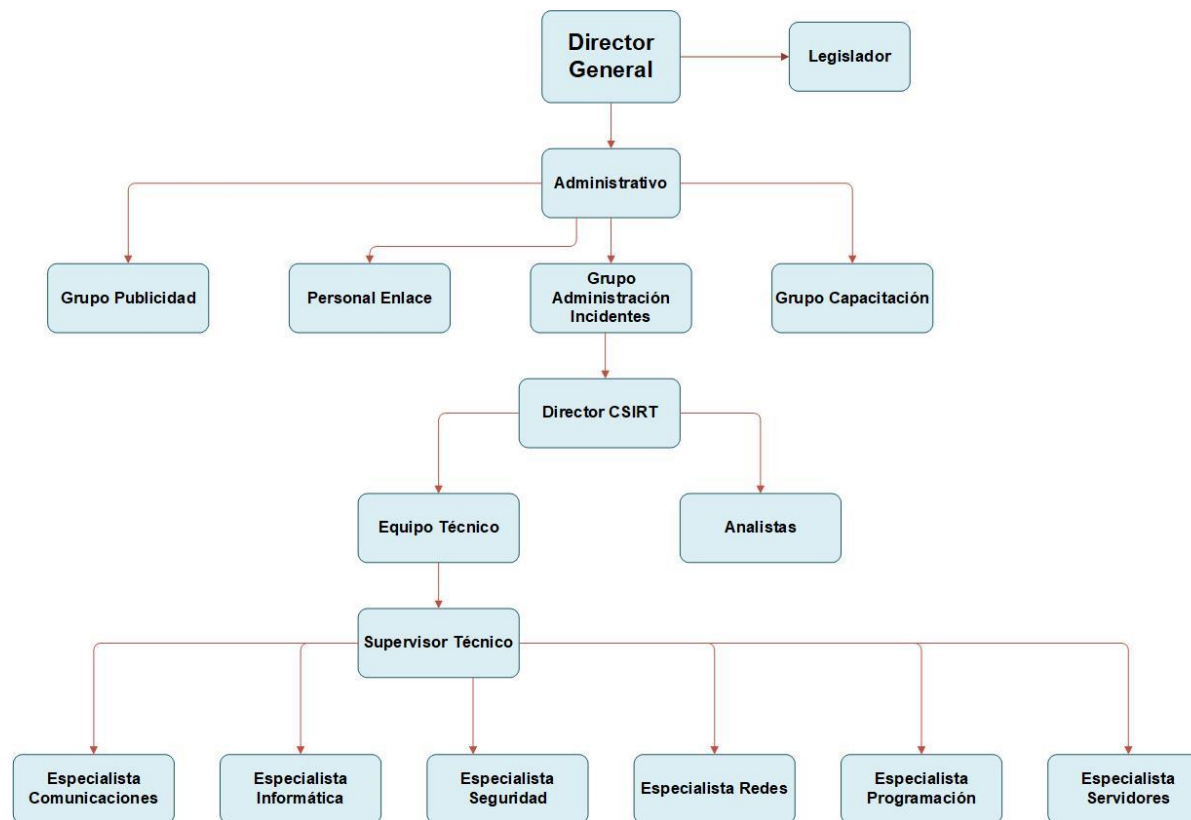 Director
General
Legislador
Administrativo
Grupo Publicidad
Personal Enlace
Grupo
Administración
Incidentes
Grupo Capacitación
Director CSIRT
Equipo Técnico
Analistas
Supervisor Técnico
Especialista
Comunicaciones
Especialista
Informática
Especialista
Seguridad
Especialista Redes
Especialista
Programación
Especialista
Servidores